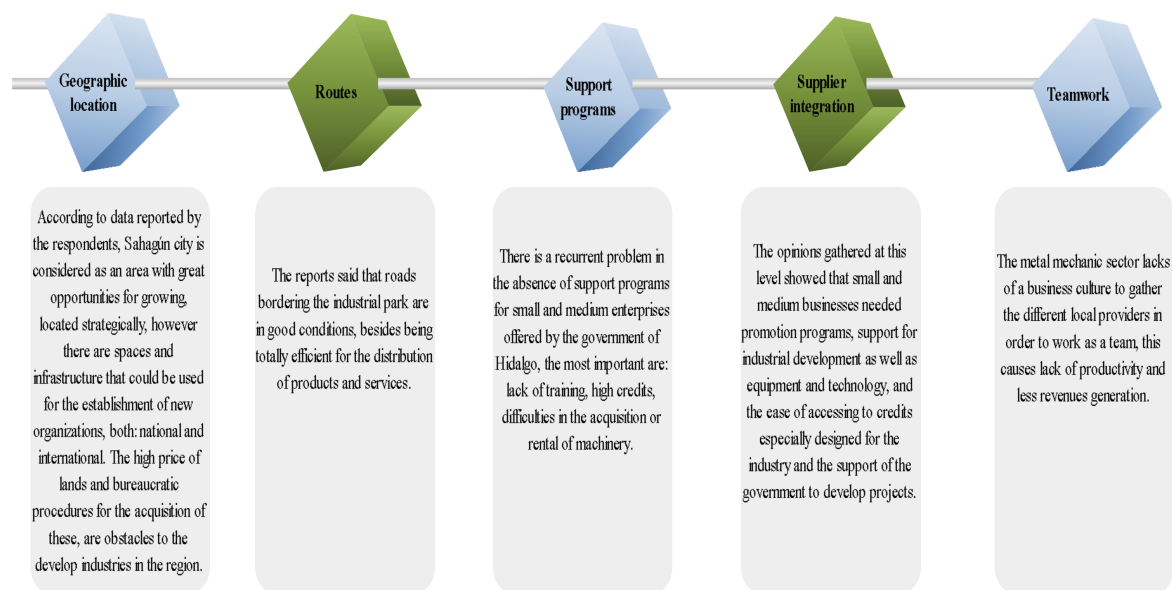 Geographic
location
Routes
Support
programs
Supplier
integration
Teamwork
According to data reported by
the respondents, Sahagún city is
considered as an area with great
opportunities for growing,
located strategically, however
there are spaces and
infrastructure that could be used
for the establishment of new
organizations, both: national and
international. The high price of
lands and bureaucratic
procedures for the acquisition of
these, are obstacles to the
develop industries in the region.
The reports said that roads
bordering the industrial park are
in good conditions, besides being
totally efficient for the distribution
of products and services.
There is a recurrent problem in
the absence of support programs
for small and medium enterprises
offered by the government of
Hidalgo, the most important are:
lack of training, high credits,
difficulties in the acquisition or
rental of machinery.
The opinions gathered at this
level showed that small and
medium businesses needed
promotion programs, support for
industrial development as well as
equipment and technology, and
the ease of accessing to credits
especially designed for the
industry and the support of the
government to develop projects.
The metal mechanic sector lacks
of a business culture to gather
the different local providers in
order to work as a team, this
causes lack of productivity and
less revenues generation.